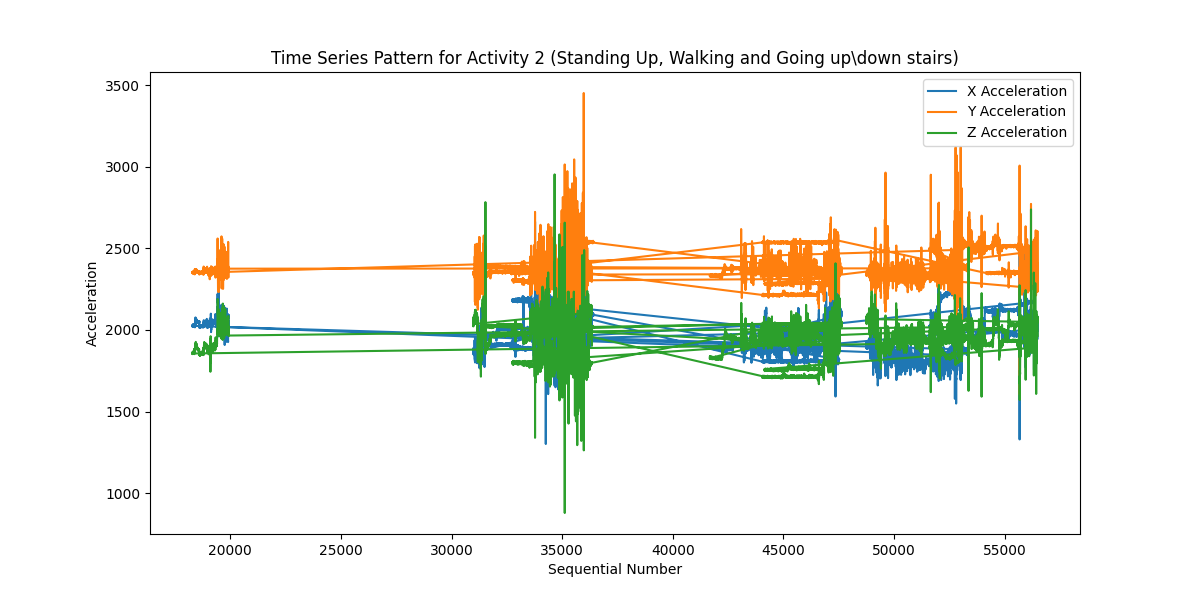 Time Series Pattern for Activity 2 (Standing Up, Walking and Going up\down stairs)
X Acceleration
Y Acceleration
Z Acceleration
3500
3000
2500
2000
1500
1000
Acceleration
20000 25000 30000 35000 40000 45000 50000 55000
Sequential Number